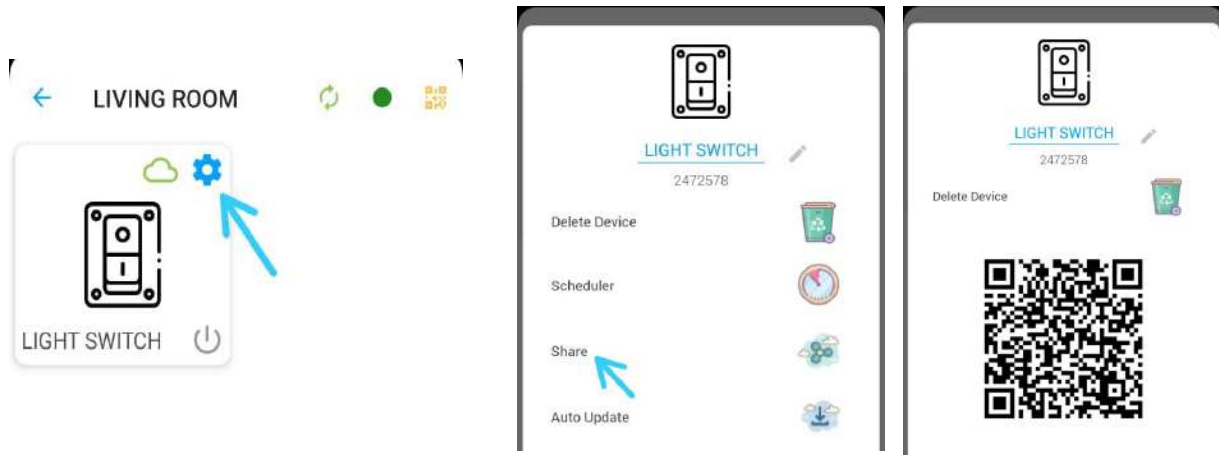 LIVING ROOM
LIGHT SWITCH
LIGHT SWITCH
2472578
Delete Device
Scheduler
Share
Auto Update
LIGHT SWITCH
2472578
Delete Device